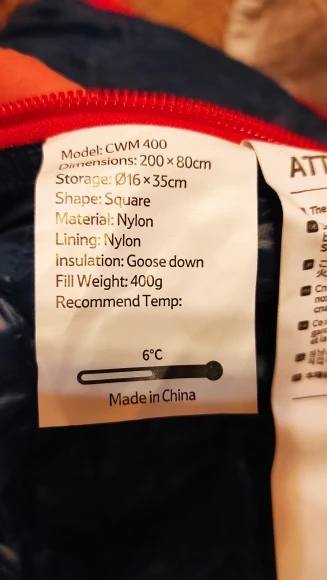 Model: CWM 400
Dimensions: 200×80cm
Storage: Ø16×35cm
Shape: Square
Material: Nylon
Lining: Nylon
Insulation: Goose down
Fill Weight: 400g
Recommend Temp:
6°C
Made in China
The